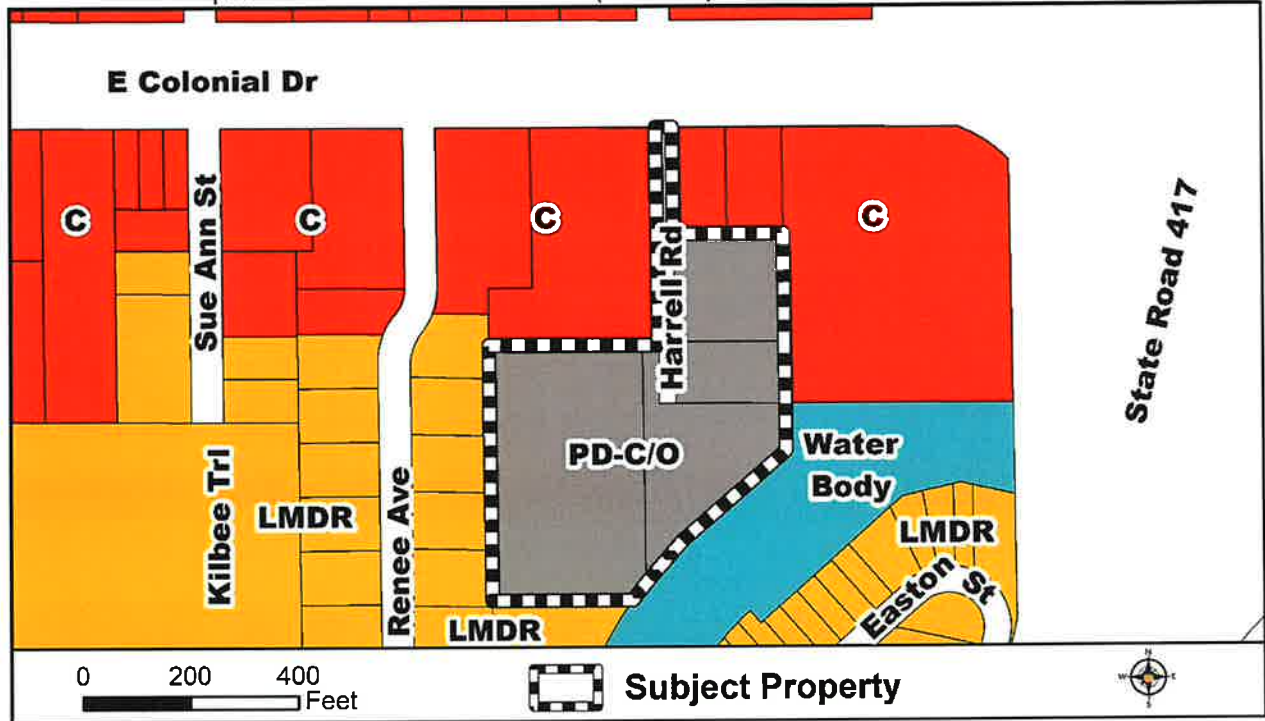 E Colonial Dr
C
C
C
C
Sue Ann St
Harrell Rd
State Road 417
PD-C/O
Water
Body
Kilbee Trl
LMDR
Renee Ave
LMDR
Easton St
LMDR
0 200 400
Feet
Subject Property
N
W E
S